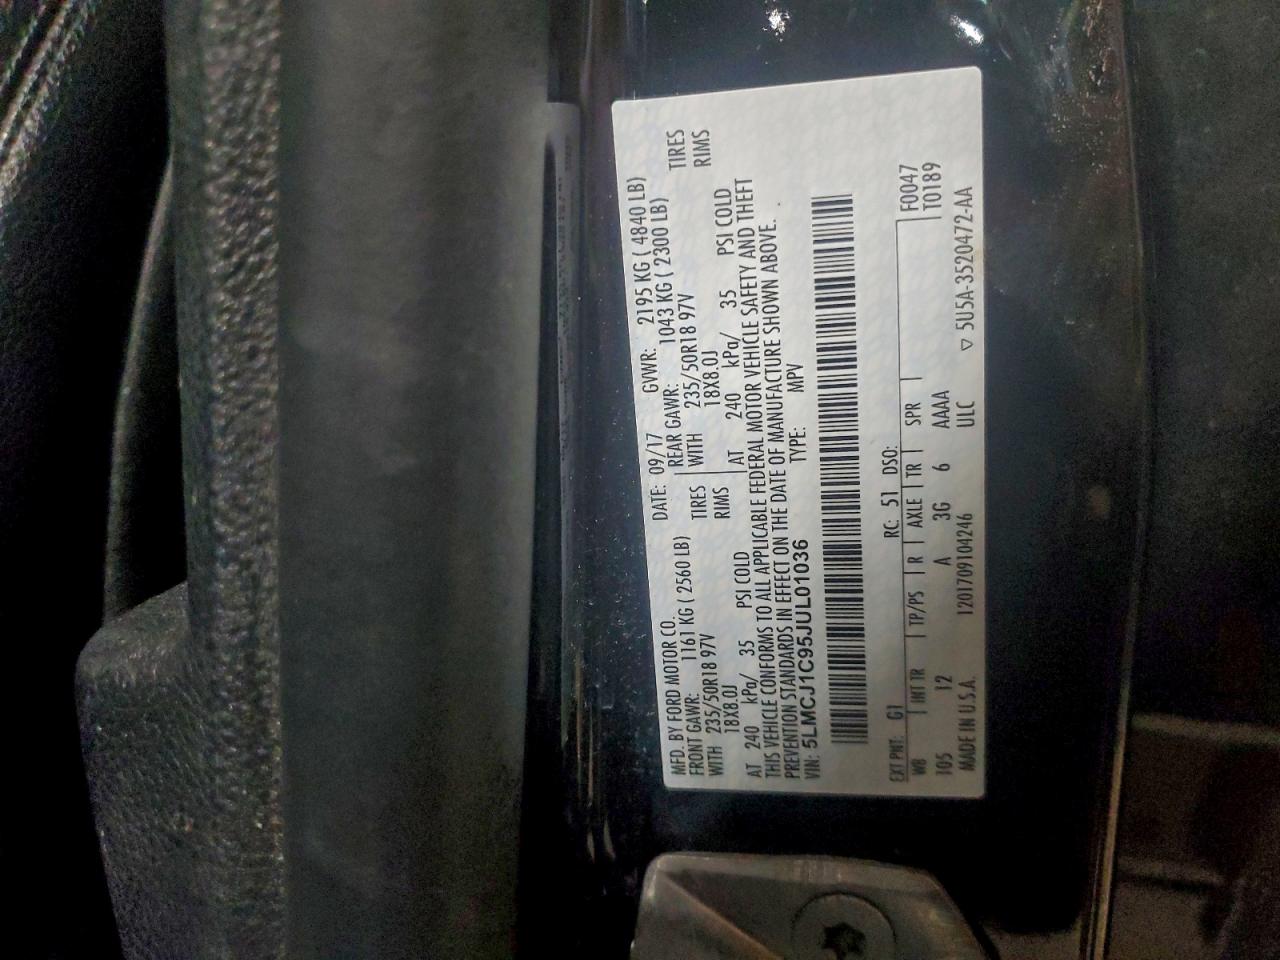 MFD. BY FORD MOTOR CO.
DATE: 09/17 GVWR: 2195 KG ( 4840 LB)
FRONT GAWR: 1161 KG ( 2560 LB)
REAR GAWR: 1043 KG ( 2300 LB)
WITH 235/50R18 97V TIRES
WITH 235/50R18 97V TIRES
18X8.0J RIMS
18X8.0J RIMS
AT 240 kPa/ 35 PSI COLD
AT 240 kPa/ 35 PSI COLD
THIS VEHICLE CONFORMS TO ALL APPLICABLE FEDERAL MOTOR VEHICLE SAFETY AND THEFT
PREVENTION STANDARDS IN EFFECT ON THE DATE OF MANUFACTURE SHOWN ABOVE.
VIN: 5LMCJ1C95JUL01036 TYPE: MPV
EXT PNT: G1 RC: 51 DSO: F0047
WB INT TR TP/PS R AXLE TR SPR T0189
105 12 A 3G 6 AAAA
MADE IN U.S.A. 1201709104246 ULC ▽ 5U5A-3520472-AA